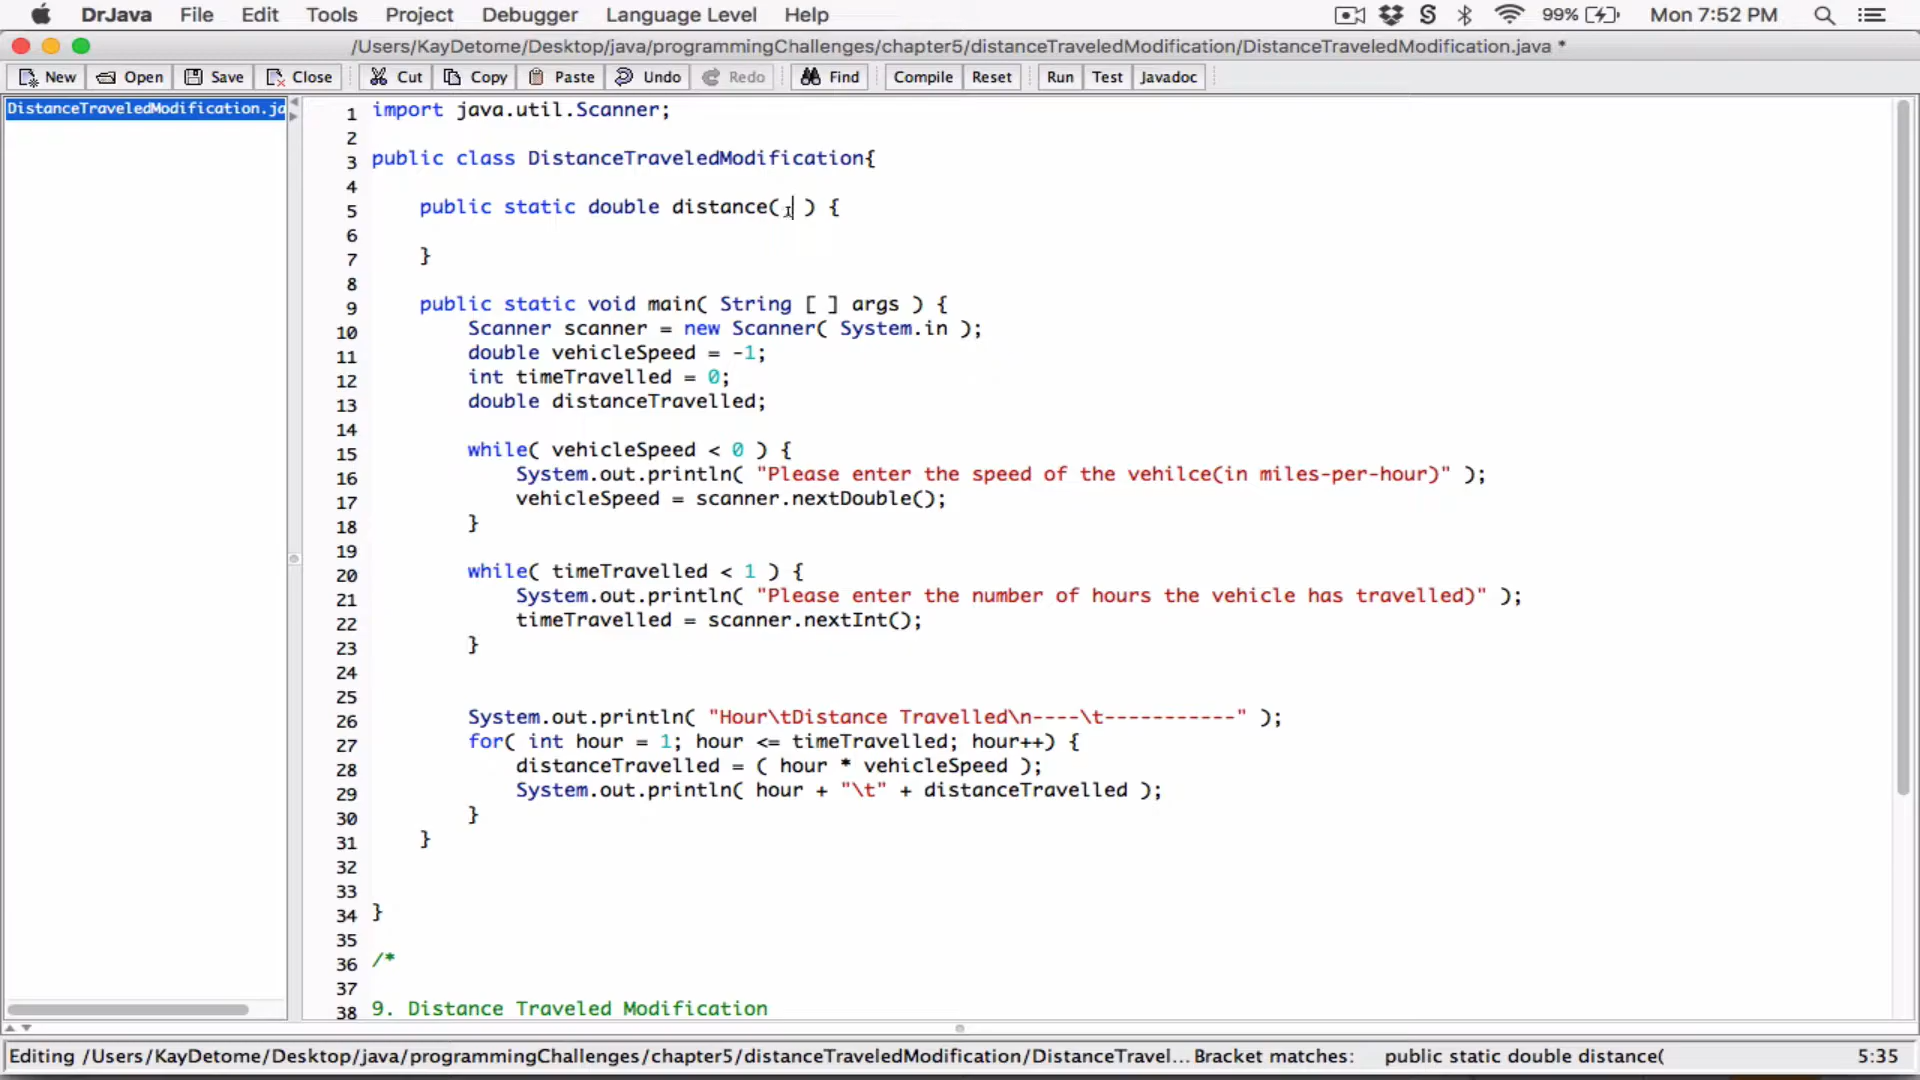 DrJava File Edit Tools Project Debugger Language Level Help 99% Mon 7:52 PM
/Users/KayDetome/Desktop/java/programmingChallenges/chapter5/distanceTraveledModification/DistanceTraveledModification.java *
New Open Save Close Cut Copy Paste Undo Redo Find Compile Reset Run Test Javadoc
DistanceTraveledModification.ja
1 import java.util.Scanner;
2
3 public class DistanceTraveledModification{
4
5 public static double distance( ) {
6
7 }
8
9 public static void main( String [ ] args ) {
10 Scanner scanner = new Scanner( System.in );
11 double vehicleSpeed = -1;
12 int timeTravelled = 0;
13 double distanceTravelled;
14
15 while( vehicleSpeed < 0 ) {
16 System.out.println( "Please enter the speed of the vehilce(in miles-per-hour)" );
17 vehicleSpeed = scanner.nextDouble();
18 }
19
20 while( timeTravelled < 1 ) {
21 System.out.println( "Please enter the number of hours the vehicle has travelled)" );
22 timeTravelled = scanner.nextInt();
23 }
24
25
26 System.out.println( "Hour\tDistance Travelled\n----\t-----------" );
27 for( int hour = 1; hour <= timeTravelled; hour++) {
28 distanceTravelled = ( hour * vehicleSpeed );
29 System.out.println( hour + "\t" + distanceTravelled );
30 }
31 }
32
33
34 }
35
36 /*
37
38 9. Distance Traveled Modification
Editing /Users/KayDetome/Desktop/java/programmingChallenges/chapter5/distanceTraveledModification/DistanceTravel... Bracket matches: public static double distance( 5:35